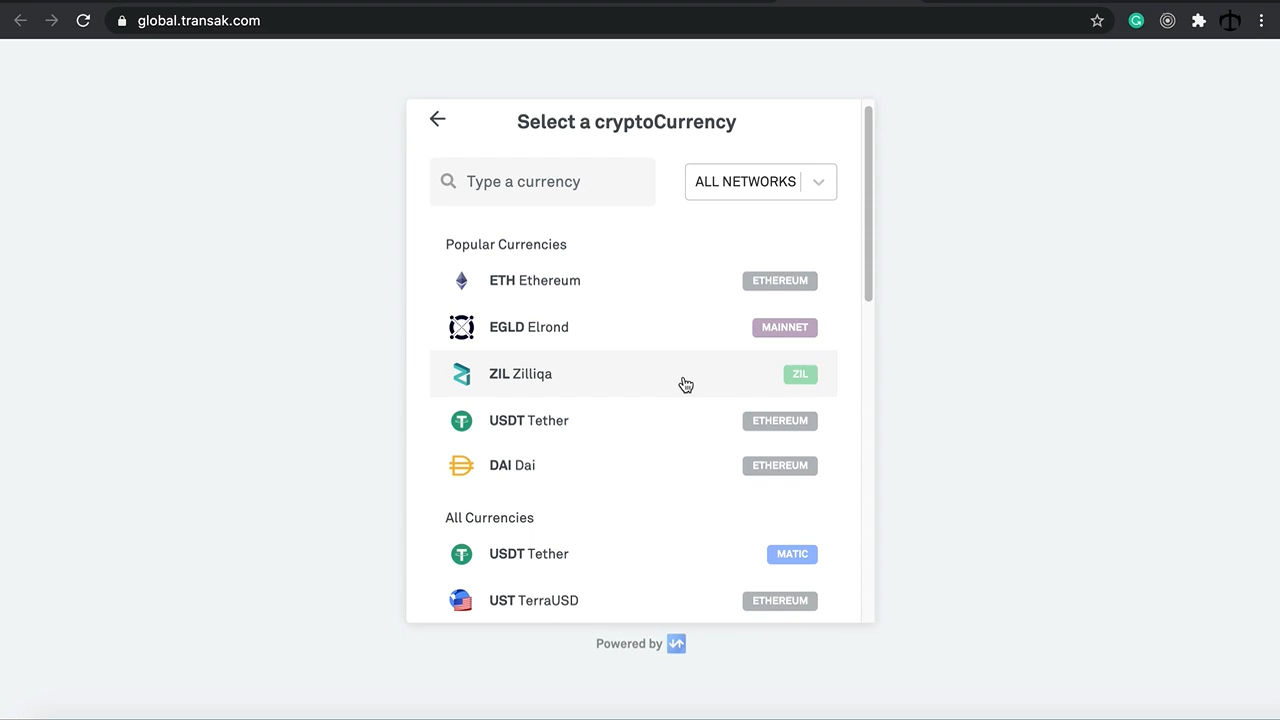 global.transak.com
Select a cryptoCurrency
Type a currency
ALL NETWORKS
Popular Currencies
ETH Ethereum ETHEREUM
EGLD Elrond MAINNET
ZIL Zilliqa ZIL
USDT Tether ETHEREUM
DAI Dai ETHEREUM
All Currencies
USDT Tether MATIC
UST TerraUSD ETHEREUM
Powered by